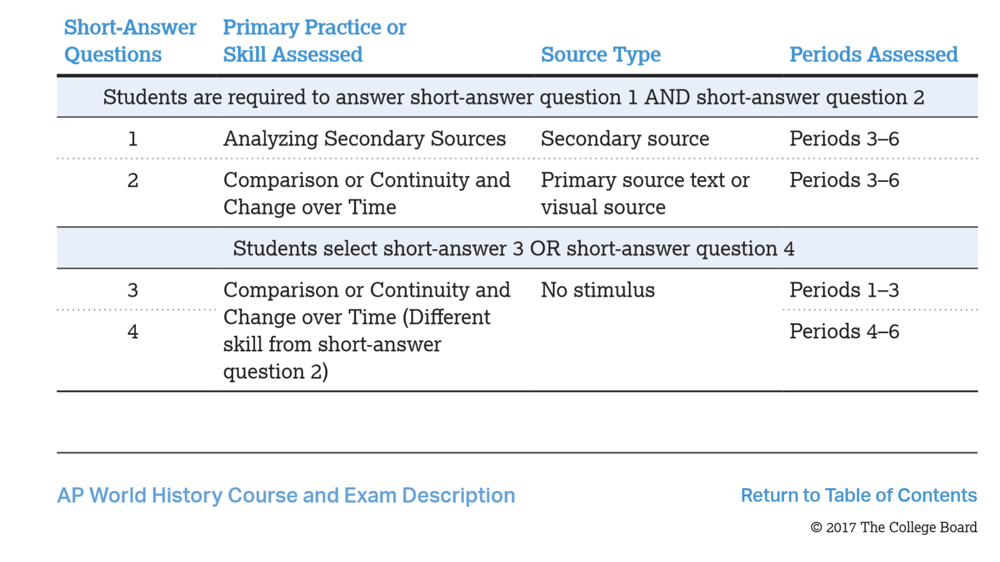 Short-Answer Questions
Primary Practice or Skill Assessed
Source Type
Periods Assessed
Students are required to answer short-answer question 1 AND short-answer question 2
1
Analyzing Secondary Sources
Secondary source
Periods 3–6
2
Comparison or Continuity and
Change over Time
Primary source text or
visual source
Periods 3–6
Students select short-answer 3 OR short-answer question 4
3
Comparison or Continuity and
Change over Time (Different
skill from short-answer
question 2)
No stimulus
Periods 1–3
4
Periods 4–6
AP World History Course and Exam Description
Return to Table of Contents
© 2017 The College Board